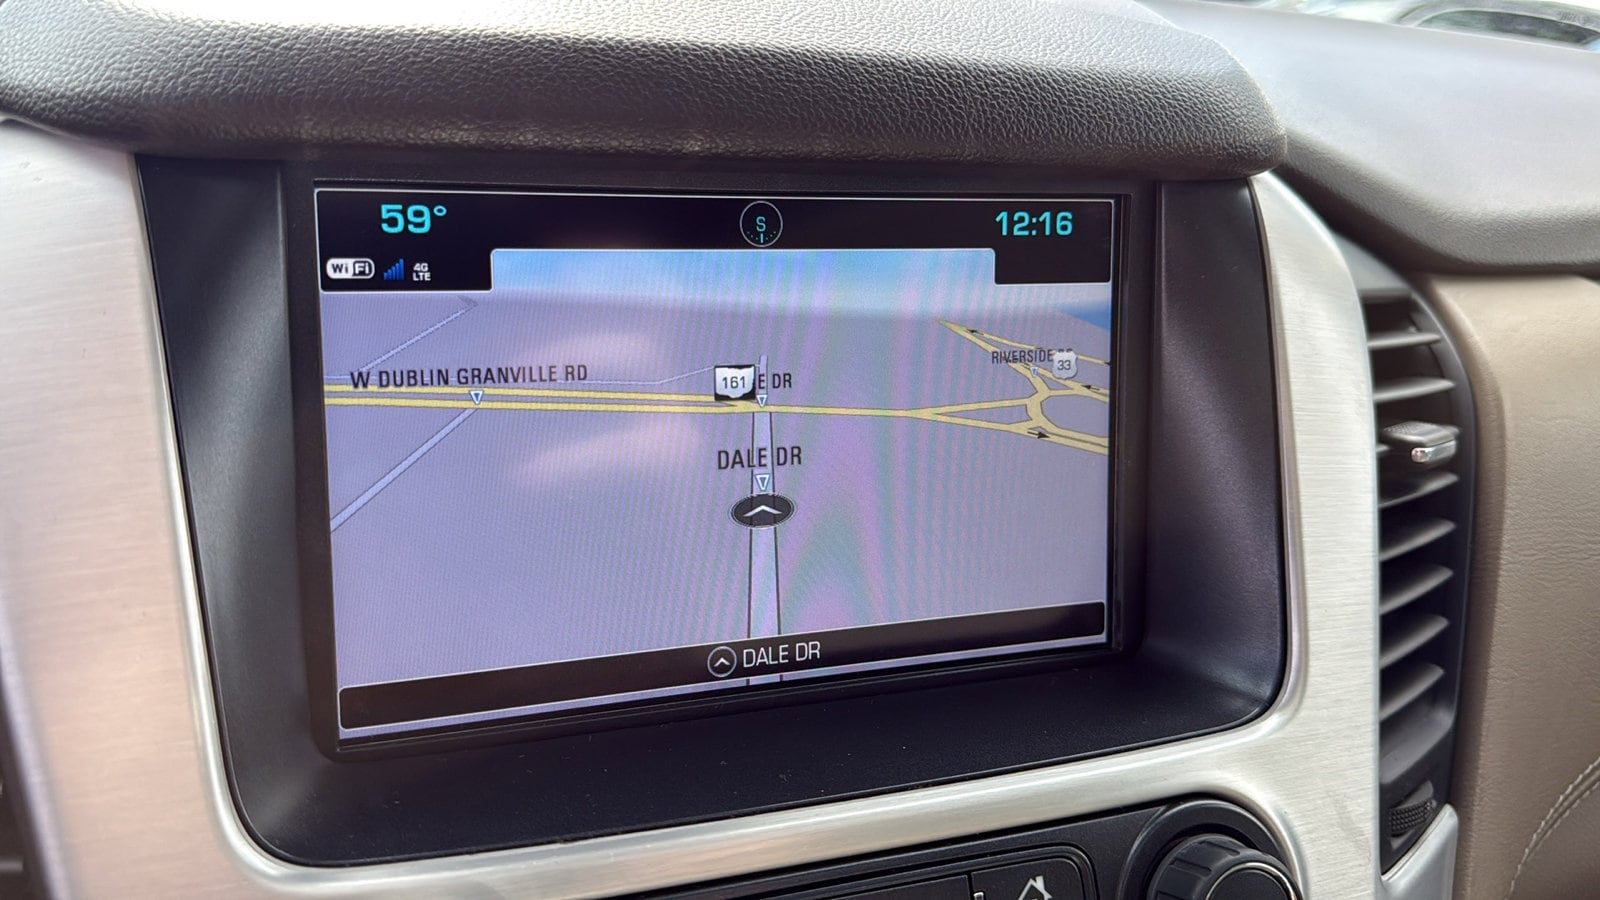 59°
S
12:16
WiFi
4G
LTE
RIVERSIDE
33
W DUBLIN GRANVILLE RD
161
E DR
DALE DR
DALE DR